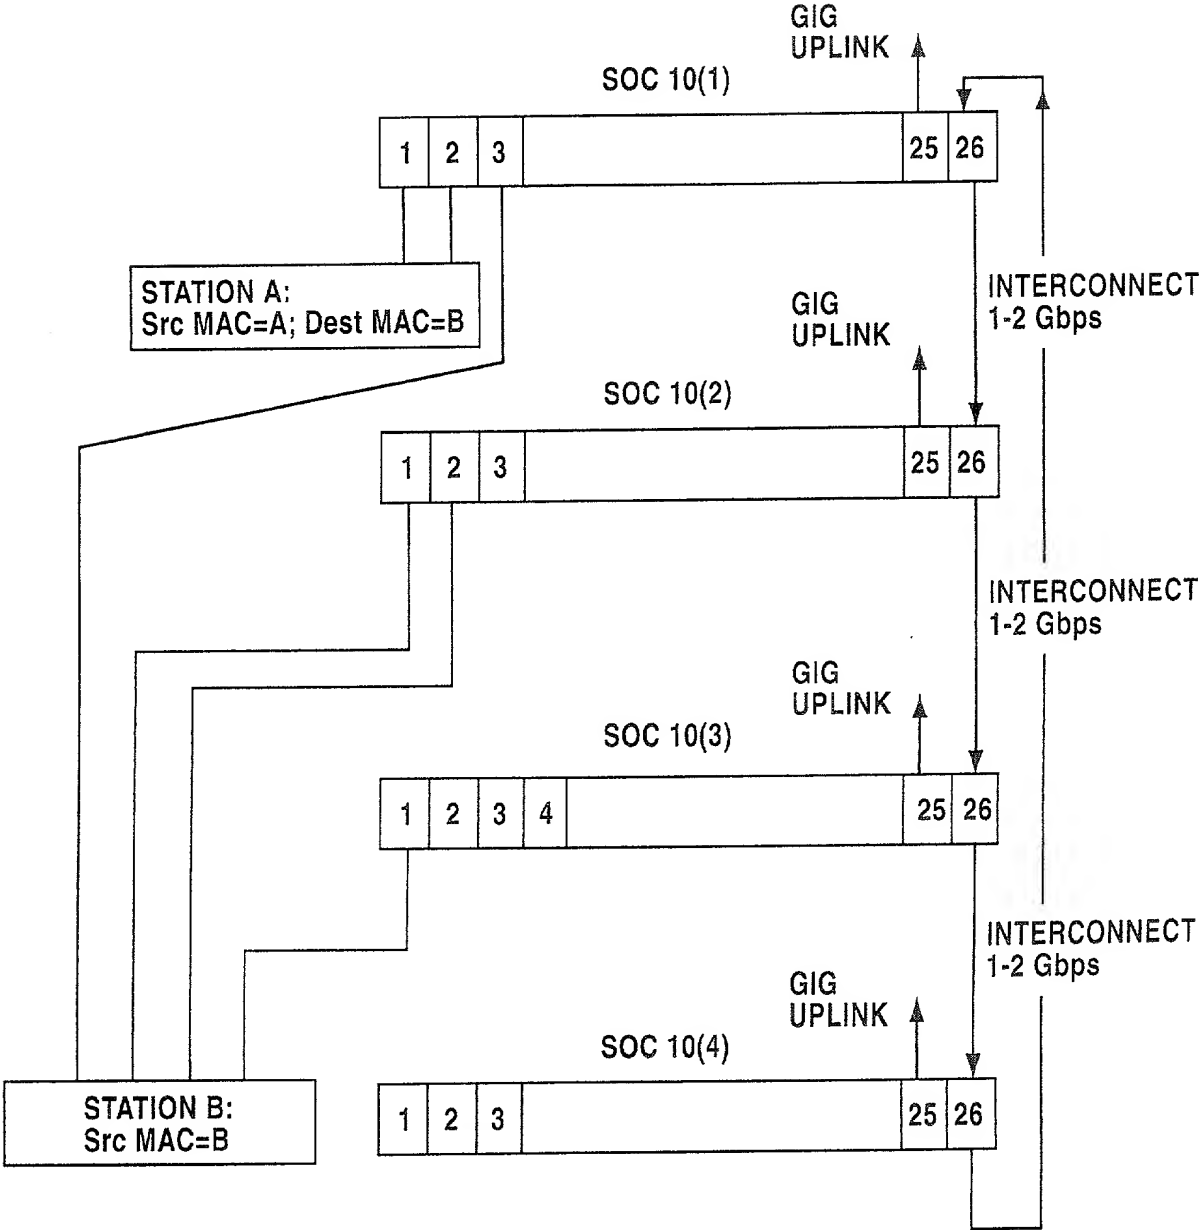 GIG
UPLINK
SOC 10(1)
1 2 3 25 26
STATION A:
Src MAC=A; Dest MAC=B
INTERCONNECT
1-2 Gbps
GIG
UPLINK
SOC 10(2)
1 2 3 25 26
INTERCONNECT
1-2 Gbps
GIG
UPLINK
SOC 10(3)
1 2 3 4 25 26
INTERCONNECT
1-2 Gbps
GIG
UPLINK
SOC 10(4)
1 2 3 25 26
STATION B:
Src MAC=B